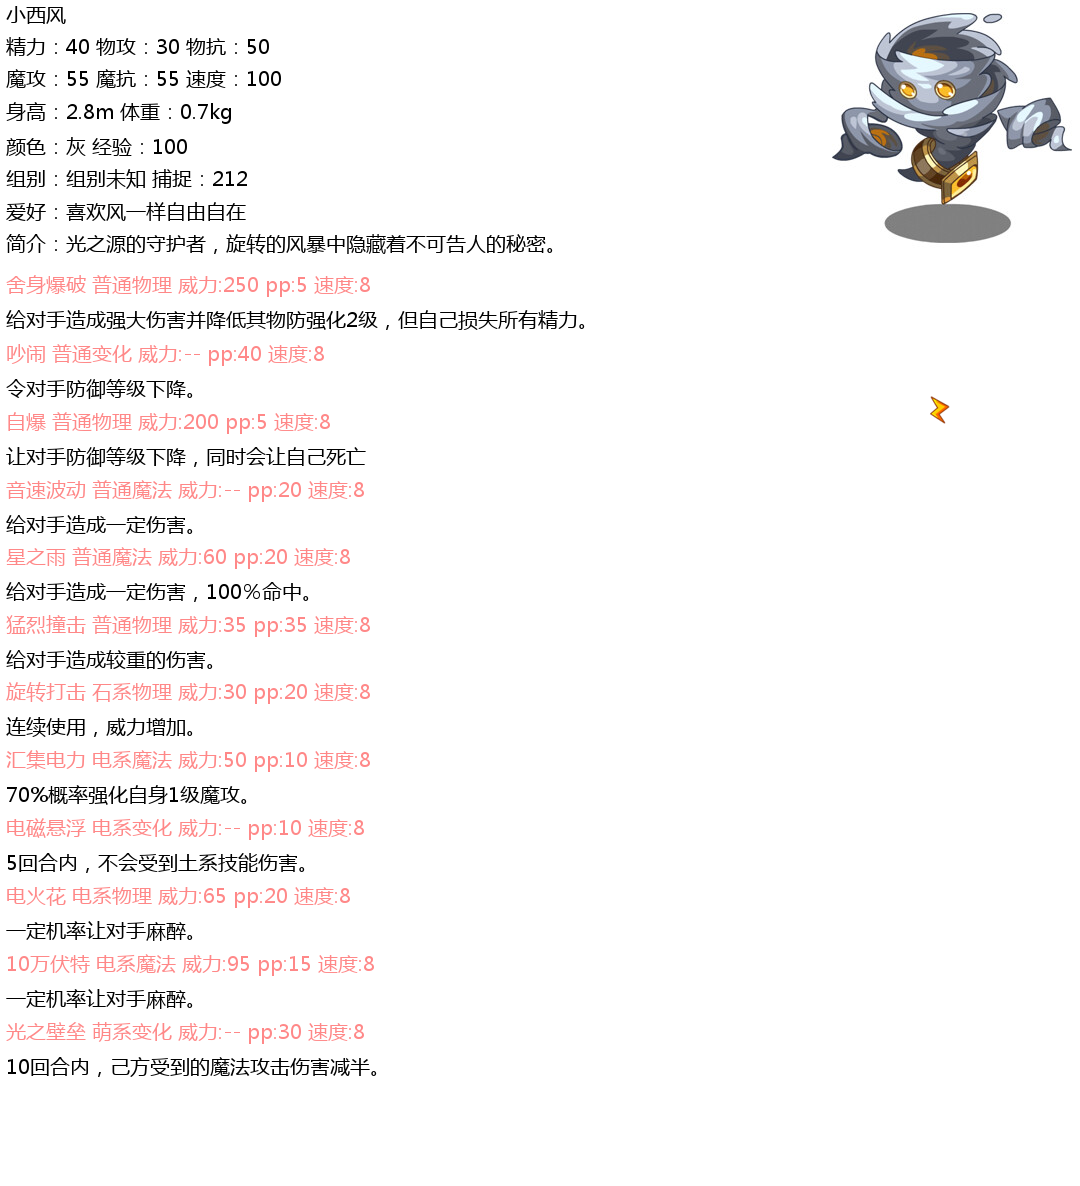 小西风
精力：40 物攻：30 物抗：50
魔攻：55 魔抗：55 速度：100
身高：2.8m 体重：0.7kg
颜色：灰 经验：100
组别：组别未知 捕捉：212
爱好：喜欢风一样自由自在
简介：光之源的守护者，旋转的风暴中隐藏着不可告人的秘密。
舍身爆破 普通物理 威力:250 pp:5 速度:8
给对手造成强大伤害并降低其物防强化2级，但自己损失所有精力。
吵闹 普通变化 威力:-- pp:40 速度:8
令对手防御等级下降。
自爆 普通物理 威力:200 pp:5 速度:8
让对手防御等级下降，同时会让自己死亡
音速波动 普通魔法 威力:-- pp:20 速度:8
给对手造成一定伤害。
星之雨 普通魔法 威力:60 pp:20 速度:8
给对手造成一定伤害，100%命中。
猛烈撞击 普通物理 威力:35 pp:35 速度:8
给对手造成较重的伤害。
旋转打击 石系物理 威力:30 pp:20 速度:8
连续使用，威力增加。
汇集电力 电系魔法 威力:50 pp:10 速度:8
70%概率强化自身1级魔攻。
电磁悬浮 电系变化 威力:-- pp:10 速度:8
5回合内，不会受到土系技能伤害。
电火花 电系物理 威力:65 pp:20 速度:8
一定机率让对手麻醉。
10万伏特 电系魔法 威力:95 pp:15 速度:8
一定机率让对手麻醉。
光之壁垒 萌系变化 威力:-- pp:30 速度:8
10回合内，己方受到的魔法攻击伤害减半。